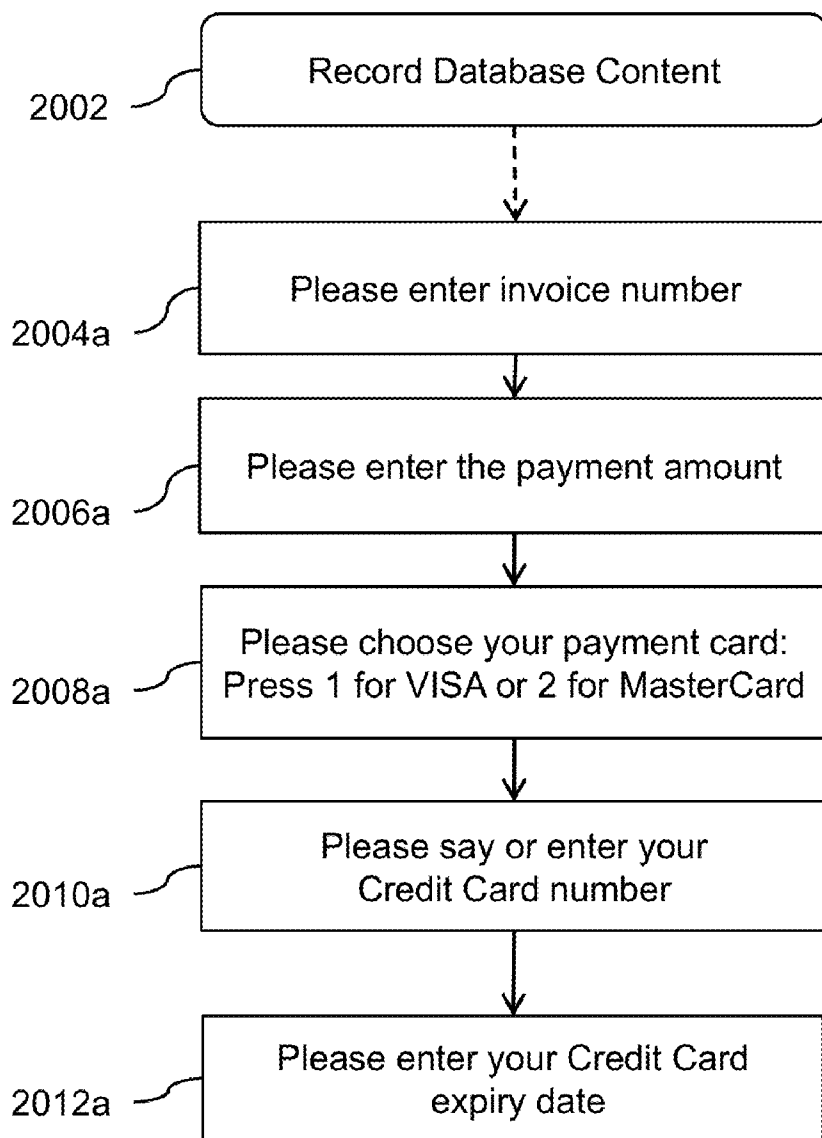 Record Database Content
2002
Please enter invoice number
2004a
Please enter the payment amount
2006a
Please choose your payment card:
Press 1 for VISA or 2 for MasterCard
2008a
Please say or enter your
Credit Card number
2010a
Please enter your Credit Card
expiry date
2012a